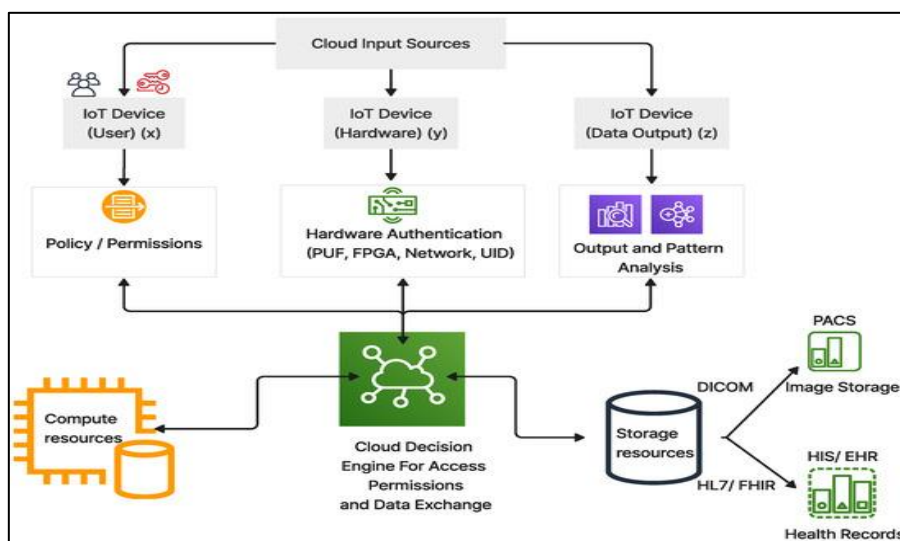 Cloud Input Sources
IoT Device
(User) (x)
IoT Device
(Hardware) (y)
IoT Device
(Data Output) (z)
Policy / Permissions
Hardware Authentication
(PUF, FPGA, Network, UID)
Output and Pattern
Analysis
Compute
resources
Cloud Decision
Engine For Access
Permissions
and Data Exchange
Storage
resources
DICOM
HL7/ FHIR
PACS
Image Storage
HIS/ EHR
Health Records